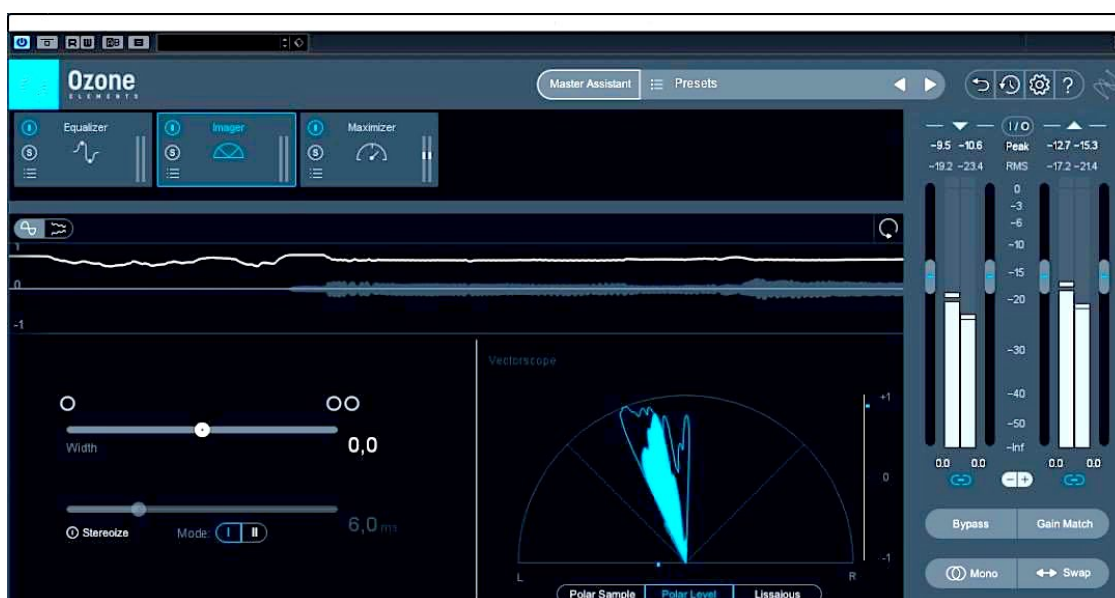 Ozone
ELEMENTS
Master Assistant
Presets
?
Equalizer
Imager
Maximizer
S
S
S
I/O
-9.5 -10.6 Peak -12.7 -15.3
-19.2 -23.4 RMS -17.2 -21.4
0
-3
-6
-10
-15
-20
-30
-40
-50
-Inf
0.0 0.0 0.0 0.0
- +
Bypass
Gain Match
Mono
Swap
1
0
-1
Width
0,0
Stereoize
Mode: I II
6,0 ms
Vectorscope
+1
0
-1
L
R
Polar Sample
Polar Level
Lissajous